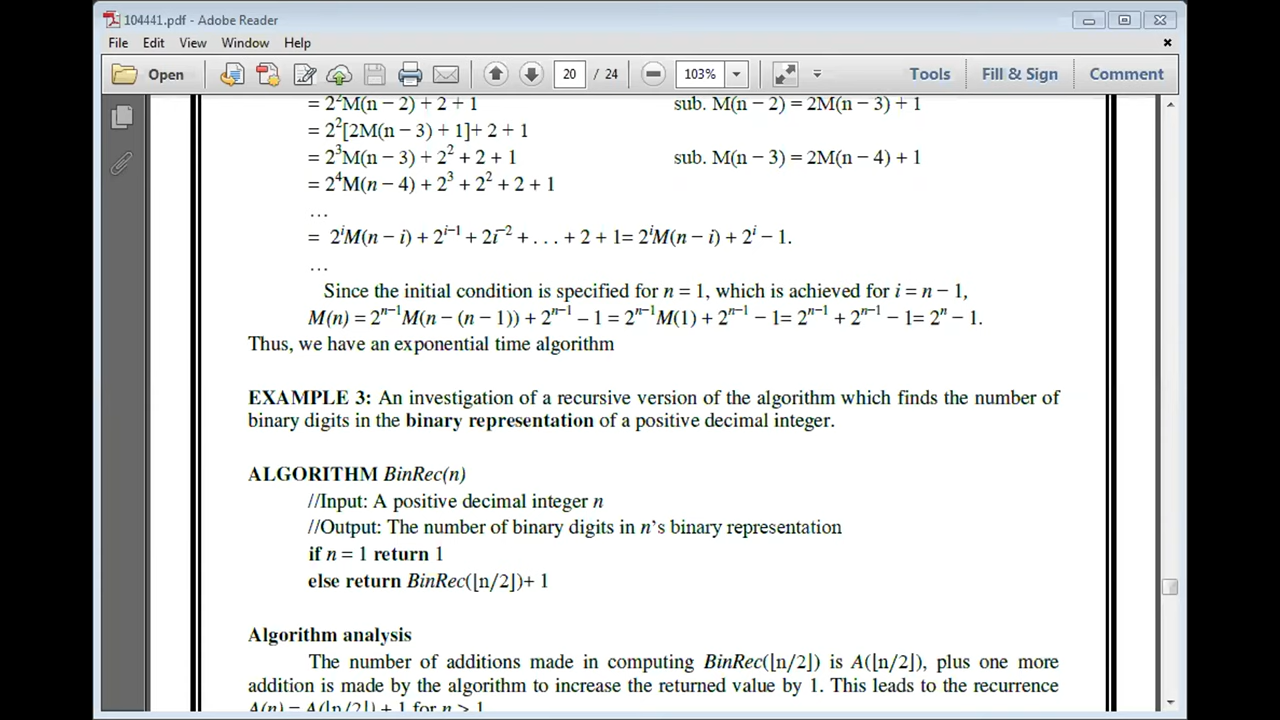 104441.pdf - Adobe Reader
File Edit View Window Help
Open 20 / 24 103% Tools Fill & Sign Comment
= 2²M(n − 2) + 2 + 1 sub. M(n − 2) = 2M(n − 3) + 1
= 2²[2M(n − 3) + 1]+ 2 + 1
= 2³M(n − 3) + 2² + 2 + 1 sub. M(n − 3) = 2M(n − 4) + 1
= 2⁴M(n − 4) + 2³ + 2² + 2 + 1
…
= 2ⁱM(n − i) + 2ⁱ⁻¹ + 2i⁻² + . . . + 2 + 1= 2ⁱM(n − i) + 2ⁱ − 1.
…
Since the initial condition is specified for n = 1, which is achieved for i = n − 1,
M(n) = 2ⁿ⁻¹M(n − (n − 1)) + 2ⁿ⁻¹ – 1 = 2ⁿ⁻¹M(1) + 2ⁿ⁻¹ − 1= 2ⁿ⁻¹ + 2ⁿ⁻¹ − 1= 2ⁿ − 1.
Thus, we have an exponential time algorithm
EXAMPLE 3: An investigation of a recursive version of the algorithm which finds the number of
binary digits in the binary representation of a positive decimal integer.
ALGORITHM BinRec(n)
//Input: A positive decimal integer n
//Output: The number of binary digits in n's binary representation
if n = 1 return 1
else return BinRec(⌊n/2⌋)+ 1
Algorithm analysis
The number of additions made in computing BinRec(⌊n/2⌋) is A(⌊n/2⌋), plus one more
addition is made by the algorithm to increase the returned value by 1. This leads to the recurrence
A(n) = A(⌊n/2⌋) + 1 for n > 1